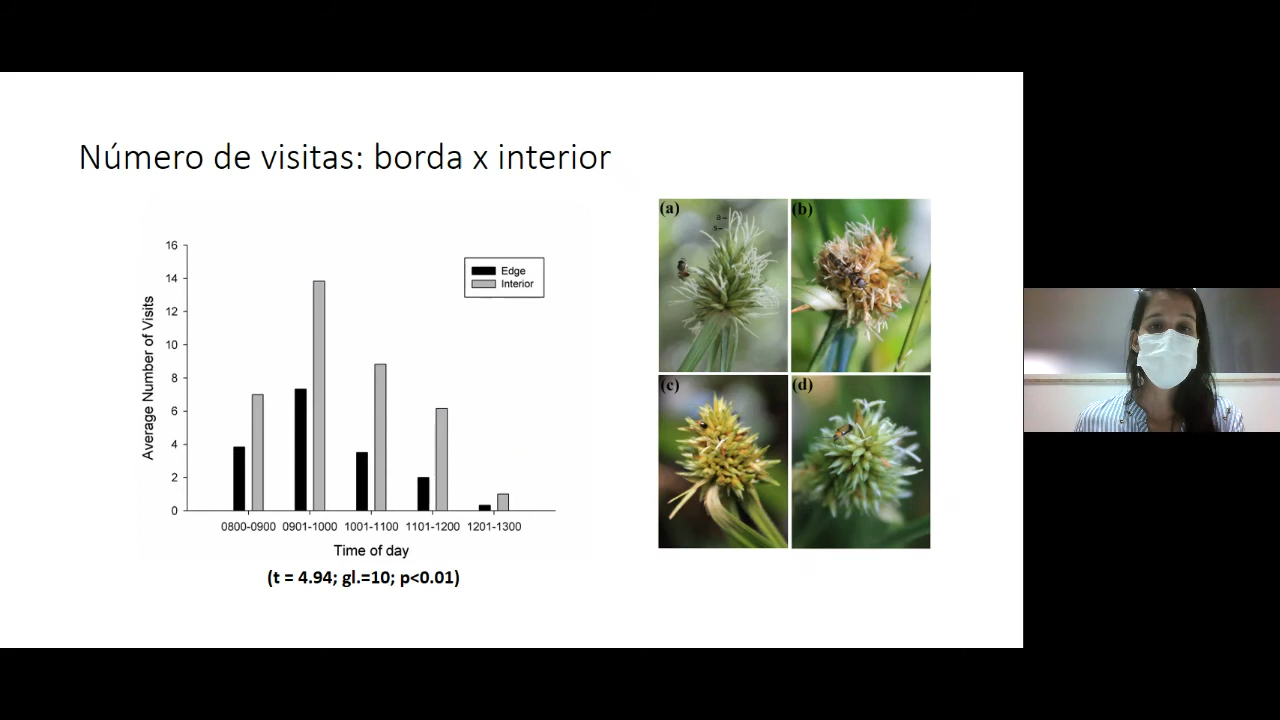 Número de visitas: borda x interior
16
14
12
10
8
6
4
2
0
Average Number of Visits
Edge
Interior
0800-0900 0901-1000 1001-1100 1101-1200 1201-1300
Time of day
(t = 4.94; gl.=10; p<0.01)
(a)
a
s
(b)
(c)
(d)